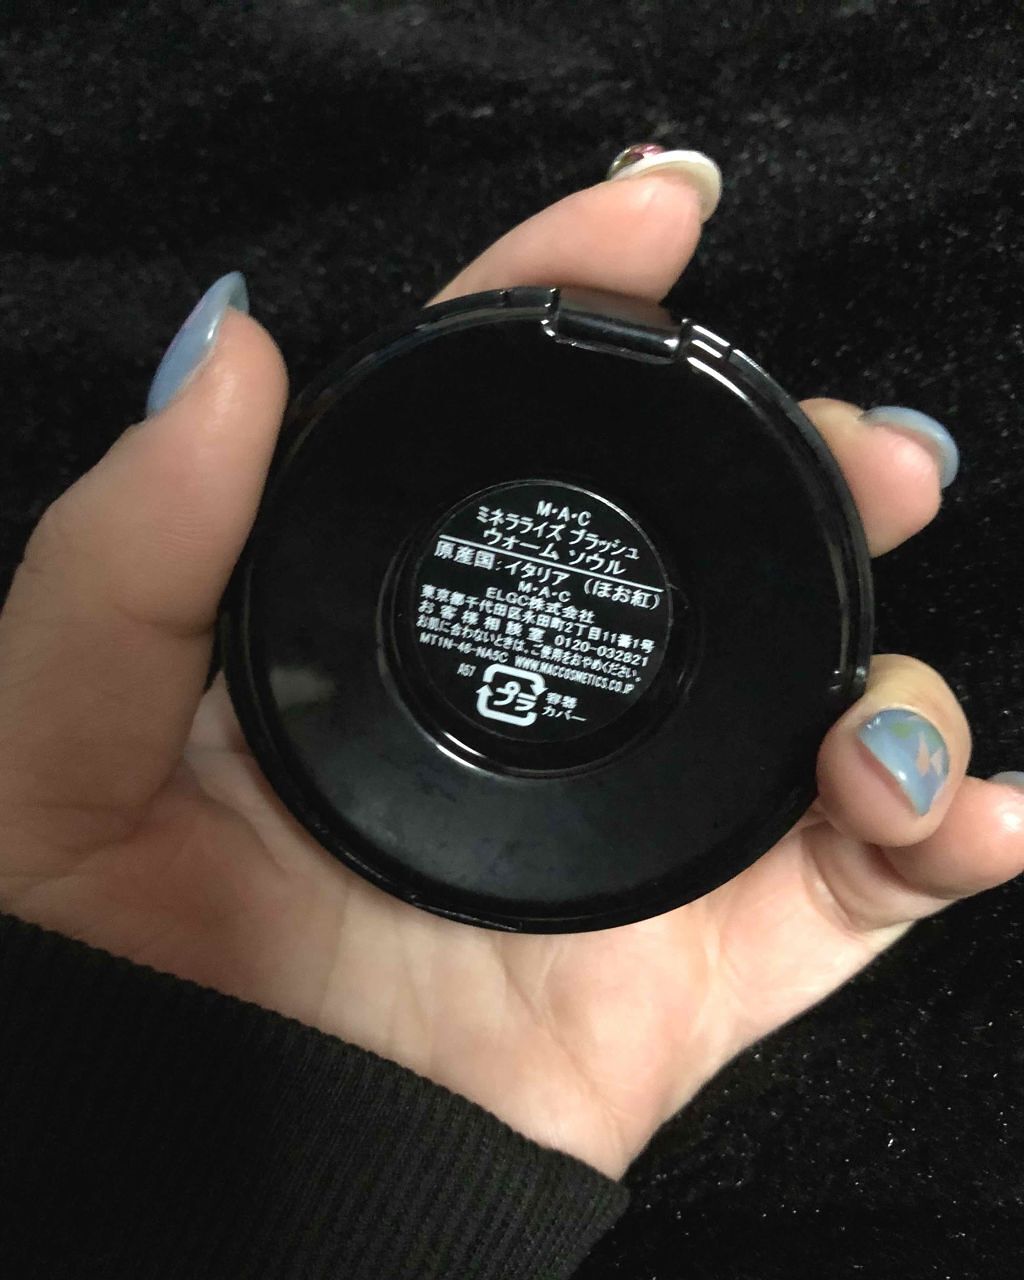 M・A・C
ミネラライズ ブラッシュ
ウォーム ソウル
原産国:イタリア (ほお紅)
M・A・C
ELGC株式会社
東京都千代田区永田町2丁目11番1号
お客様相談室 0120-032821
お肌に合わないときは、ご使用をおやめください。
MT1N-46-NA5C WWW.MACCOSMETICS.CO.JP
A57
プラ
容器
カバー